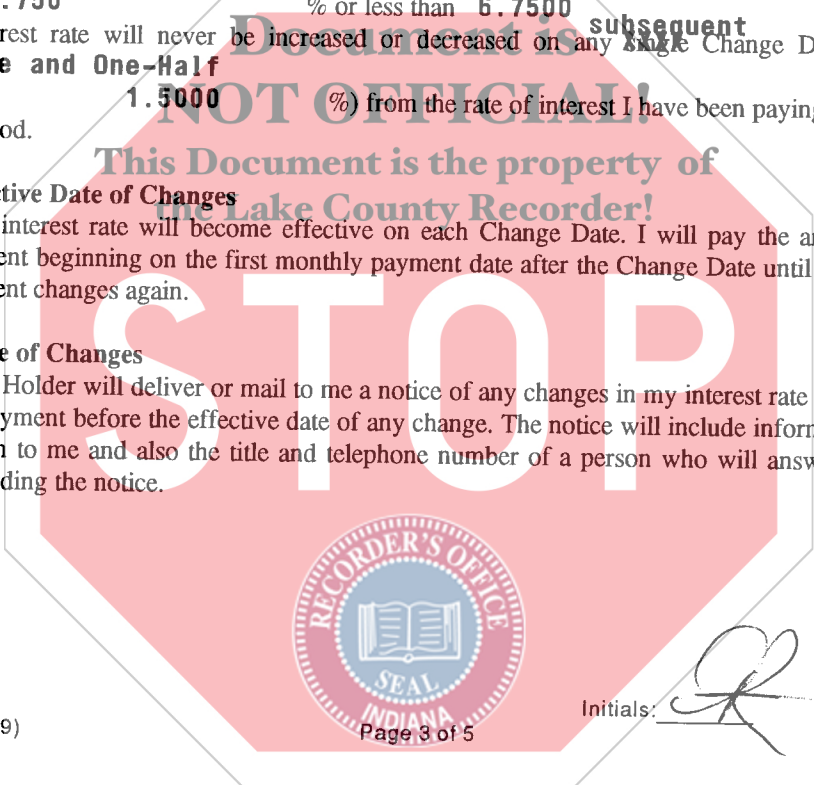 .750 % or less than 6.7500
rest rate will never be increased or decreased on any single subsequent Change D
e and One-Half
1.5000 %) from the rate of interest I have been paying
od.
ctive Date of Changes
interest rate will become effective on each Change Date. I will pay the a
ent beginning on the first monthly payment date after the Change Date until
ent changes again.
e of Changes
Holder will deliver or mail to me a notice of any changes in my interest rate
yment before the effective date of any change. The notice will include inform
n to me and also the title and telephone number of a person who will answ
ding the notice.
Document is
NOT OFFICIAL!
This Document is the property of
the Lake County Recorder!
STOP
RECORDER'S OFFICE
SEAL
INDIANA
Initials:
9)
Page 3 of 5